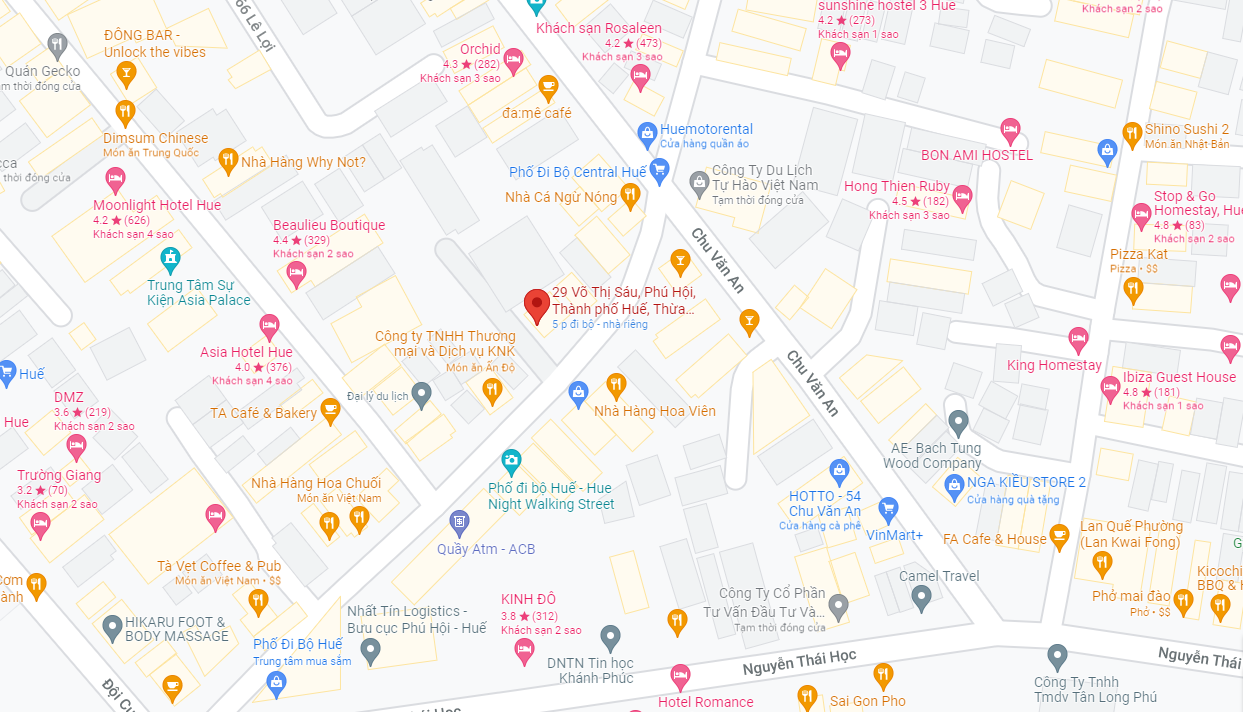 66 Lê Lợi
ĐÔNG BAR -
Unlock the vibes
Quán Gecko
m thời đóng cửa
Dimsum Chinese
Món ăn Trung Quốc
Nhà Hàng Why Not?
cca
thời đóng cửa
Moonlight Hotel Hue
4.2 ★ (626)
Khách sạn 4 sao
Orchid
4.3 ★ (282)
Khách sạn 3 sao
Khách sạn Rosaleen
4.2 ★ (473)
Khách sạn 3 sao
đa:mê café
sunshine hostel 3 Hue
4.2 ★ (273)
Khách sạn 1 sao
Khách sạn 2 sao
Huemotorental
Cửa hàng quần áo
Phố Đi Bộ Central Huế
Nhà Cá Ngừ Nóng
Công Ty Du Lịch
Tự Hào Việt Nam
Tạm thời đóng cửa
BON AMI HOSTEL
Shino Sushi 2
Món ăn Nhật Bản
Hong Thien Ruby
4.5 ★ (182)
Khách sạn 3 sao
Stop & Go
Homestay, Hue
4.8 ★ (83)
Khách sạn 2 sao
Pizza Kat
Pizza • $$
Beaulieu Boutique
4.4 ★ (329)
Khách sạn 2 sao
Trung Tâm Sự
Kiện Asia Palace
Chu Văn An
29 Võ Thị Sáu, Phú Hội,
Thành phố Huế, Thừa...
5 p đi bộ - nhà riêng
Công ty TNHH Thương
mại và Dịch vụ KNK
Món ăn Ấn Độ
Asia Hotel Hue
4.0 ★ (376)
Khách sạn 4 sao
Huế
DMZ
3.6 ★ (219)
Khách sạn 2 sao
Hue
TA Café & Bakery
Đại lý du lịch
Nhà Hàng Hoa Viên
Chu Văn An
King Homestay
Ibiza Guest House
4.8 ★ (181)
Khách sạn 1 sao
AE- Bach Tung
Wood Company
Trường Giang
3.2 ★ (70)
Khách sạn 2 sao
Nhà Hàng Hoa Chuối
Món ăn Việt Nam
Phố đi bộ Huế - Hue
Night Walking Street
Quầy Atm - ACB
HOTTO - 54
Chu Văn An
Cửa hàng cà phê
VinMart+
NGA KIỀU STORE 2
Cửa hàng quà tặng
FA Cafe & House
Lan Quế Phường
(Lan Kwai Fong)
Tà Vẹt Coffee & Pub
Món ăn Việt Nam • $$
Cơm
ành
HIKARU FOOT &
BODY MASSAGE
Phố Đi Bộ Huế
Trung tâm mua sắm
Nhất Tín Logistics -
Bưu cục Phú Hội - Huế
KINH ĐÔ
3.8 ★ (312)
Khách sạn 2 sao
DNTN Tin học
Khánh Phúc
Công Ty Cổ Phần
Tư Vấn Đầu Tư Và...
Tạm thời đóng cửa
Camel Travel
Phở mai đào
Phở • $$
Kicochi
BBQ & H
G
Nguyễn Thái Học
Nguyễn Thái
Hotel Romance
Sai Gon Pho
Công Ty Tnhh
Tmdv Tân Long Phú